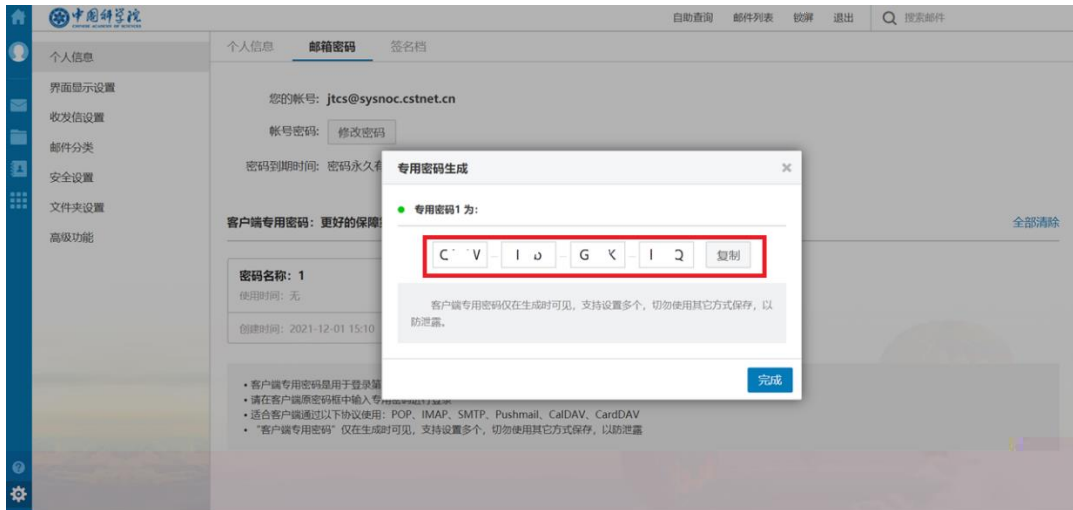 中国科学院
CHINESE ACADEMY OF SCIENCES
自助查询 邮件列表 锁屏 退出 搜索邮件
个人信息
界面显示设置
收发信设置
邮件分类
安全设置
文件夹设置
高级功能
个人信息 邮箱密码 签名档
您的帐号: jtcs@sysnoc.cstnet.cn
帐号密码: 修改密码
密码到期时间: 密码永久有
客户端专用密码: 更好的保障
全部清除
密码名称: 1
使用时间: 无
创建时间: 2021-12-01 15:10
专用密码生成
专用密码1 为:
复制
客户端专用密码仅在生成时可见, 支持设置多个, 切勿使用其它方式保存, 以
防泄露。
完成
• 客户端专用密码是用于登录第
• 请在客户端原密码框中输入专用密码进行登录
• 适合客户端通过以下协议使用: POP、IMAP、SMTP、Pushmail、CalDAV、CardDAV
• “客户端专用密码” 仅在生成时可见, 支持设置多个, 切勿使用其它方式保存, 以防泄露